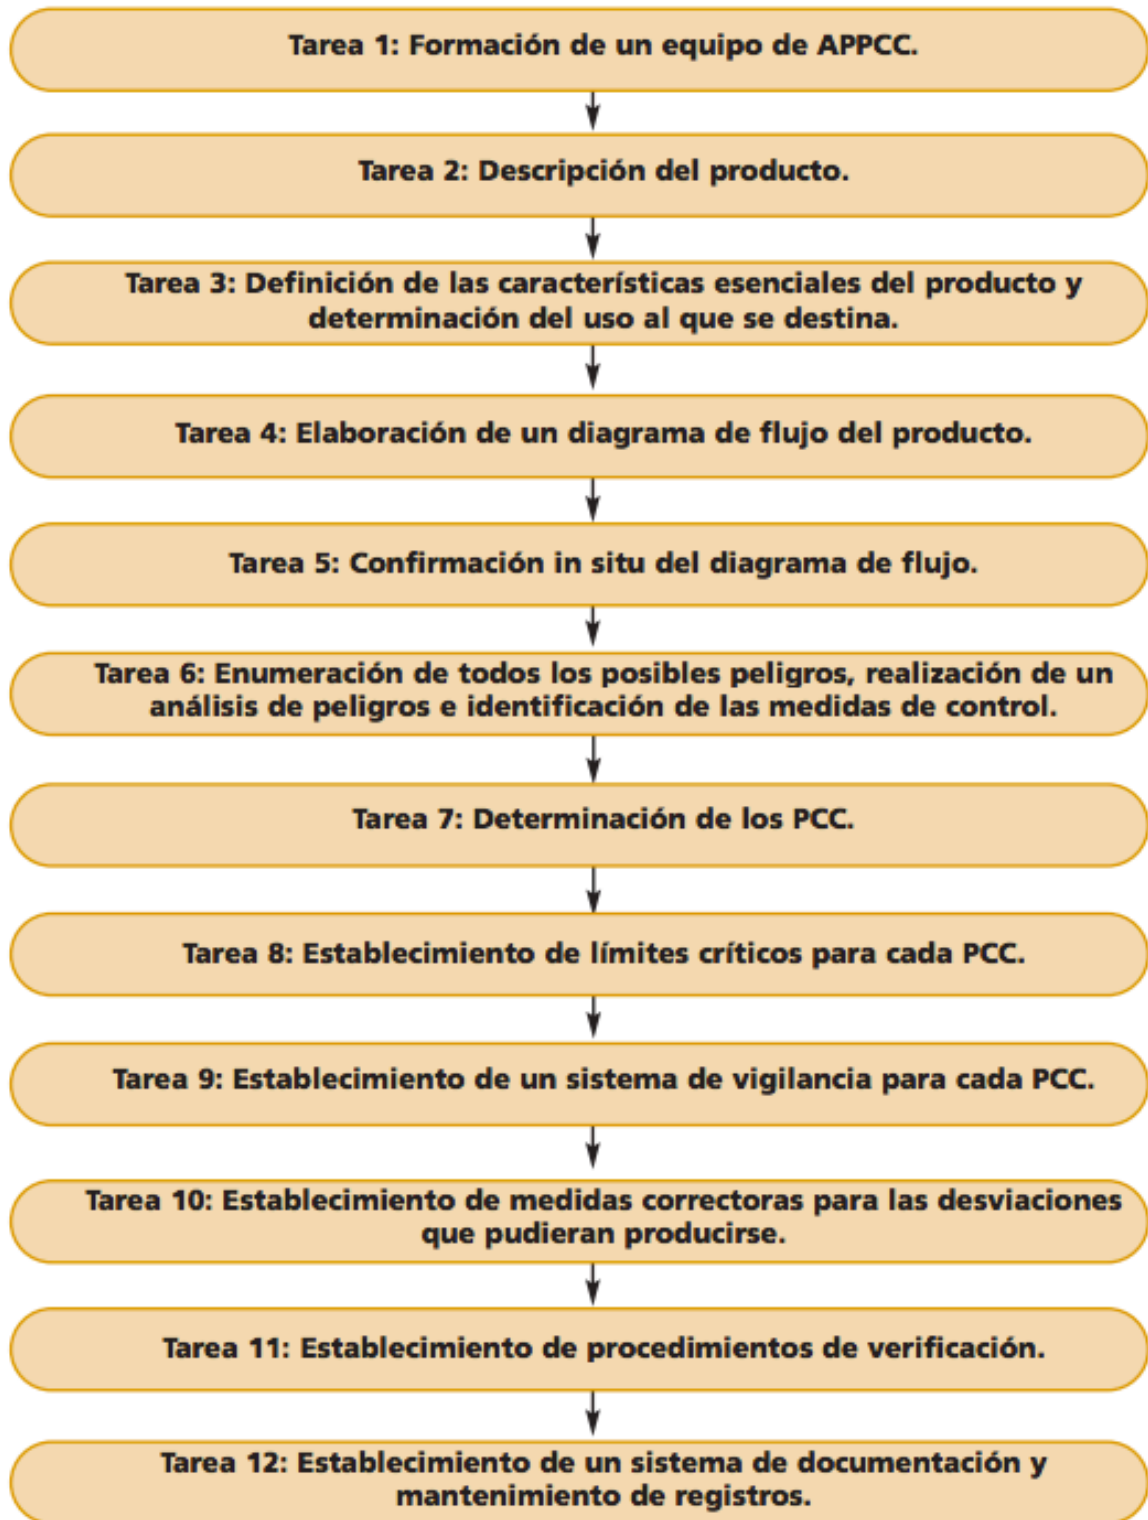 Tarea 1: Formación de un equipo de APPCC.
Tarea 2: Descripción del producto.
Tarea 3: Definición de las características esenciales del producto y
determinación del uso al que se destina.
Tarea 4: Elaboración de un diagrama de flujo del producto.
Tarea 5: Confirmación in situ del diagrama de flujo.
Tarea 6: Enumeración de todos los posibles peligros, realización de un
análisis de peligros e identificación de las medidas de control.
Tarea 7: Determinación de los PCC.
Tarea 8: Establecimiento de límites críticos para cada PCC.
Tarea 9: Establecimiento de un sistema de vigilancia para cada PCC.
Tarea 10: Establecimiento de medidas correctoras para las desviaciones
que pudieran producirse.
Tarea 11: Establecimiento de procedimientos de verificación.
Tarea 12: Establecimiento de un sistema de documentación y
mantenimiento de registros.